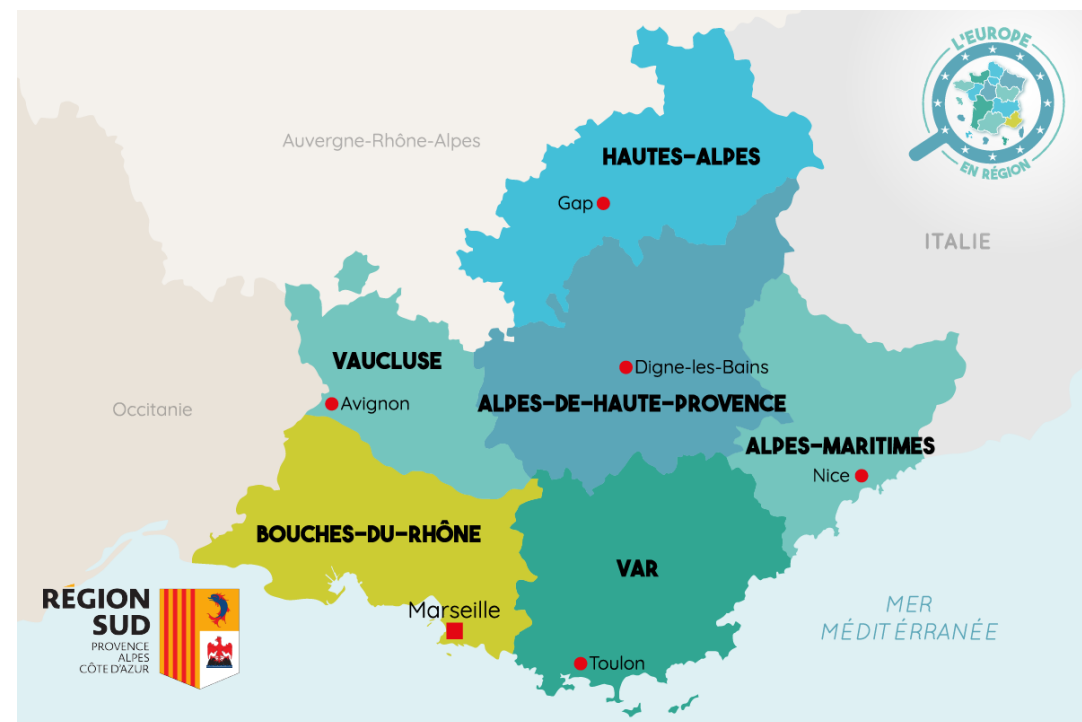 L'EUROPE
EN RÉGION
Auvergne-Rhône-Alpes
HAUTES-ALPES
Gap
ITALIE
VAUCLUSE
Digne-les-Bains
Avignon
ALPES-DE-HAUTE-PROVENCE
Occitanie
ALPES-MARITIMES
Nice
BOUCHES-DU-RHÔNE
VAR
RÉGION
SUD
PROVENCE
ALPES
CÔTE D'AZUR
Marseille
MER
MÉDITÉRRANÉE
Toulon